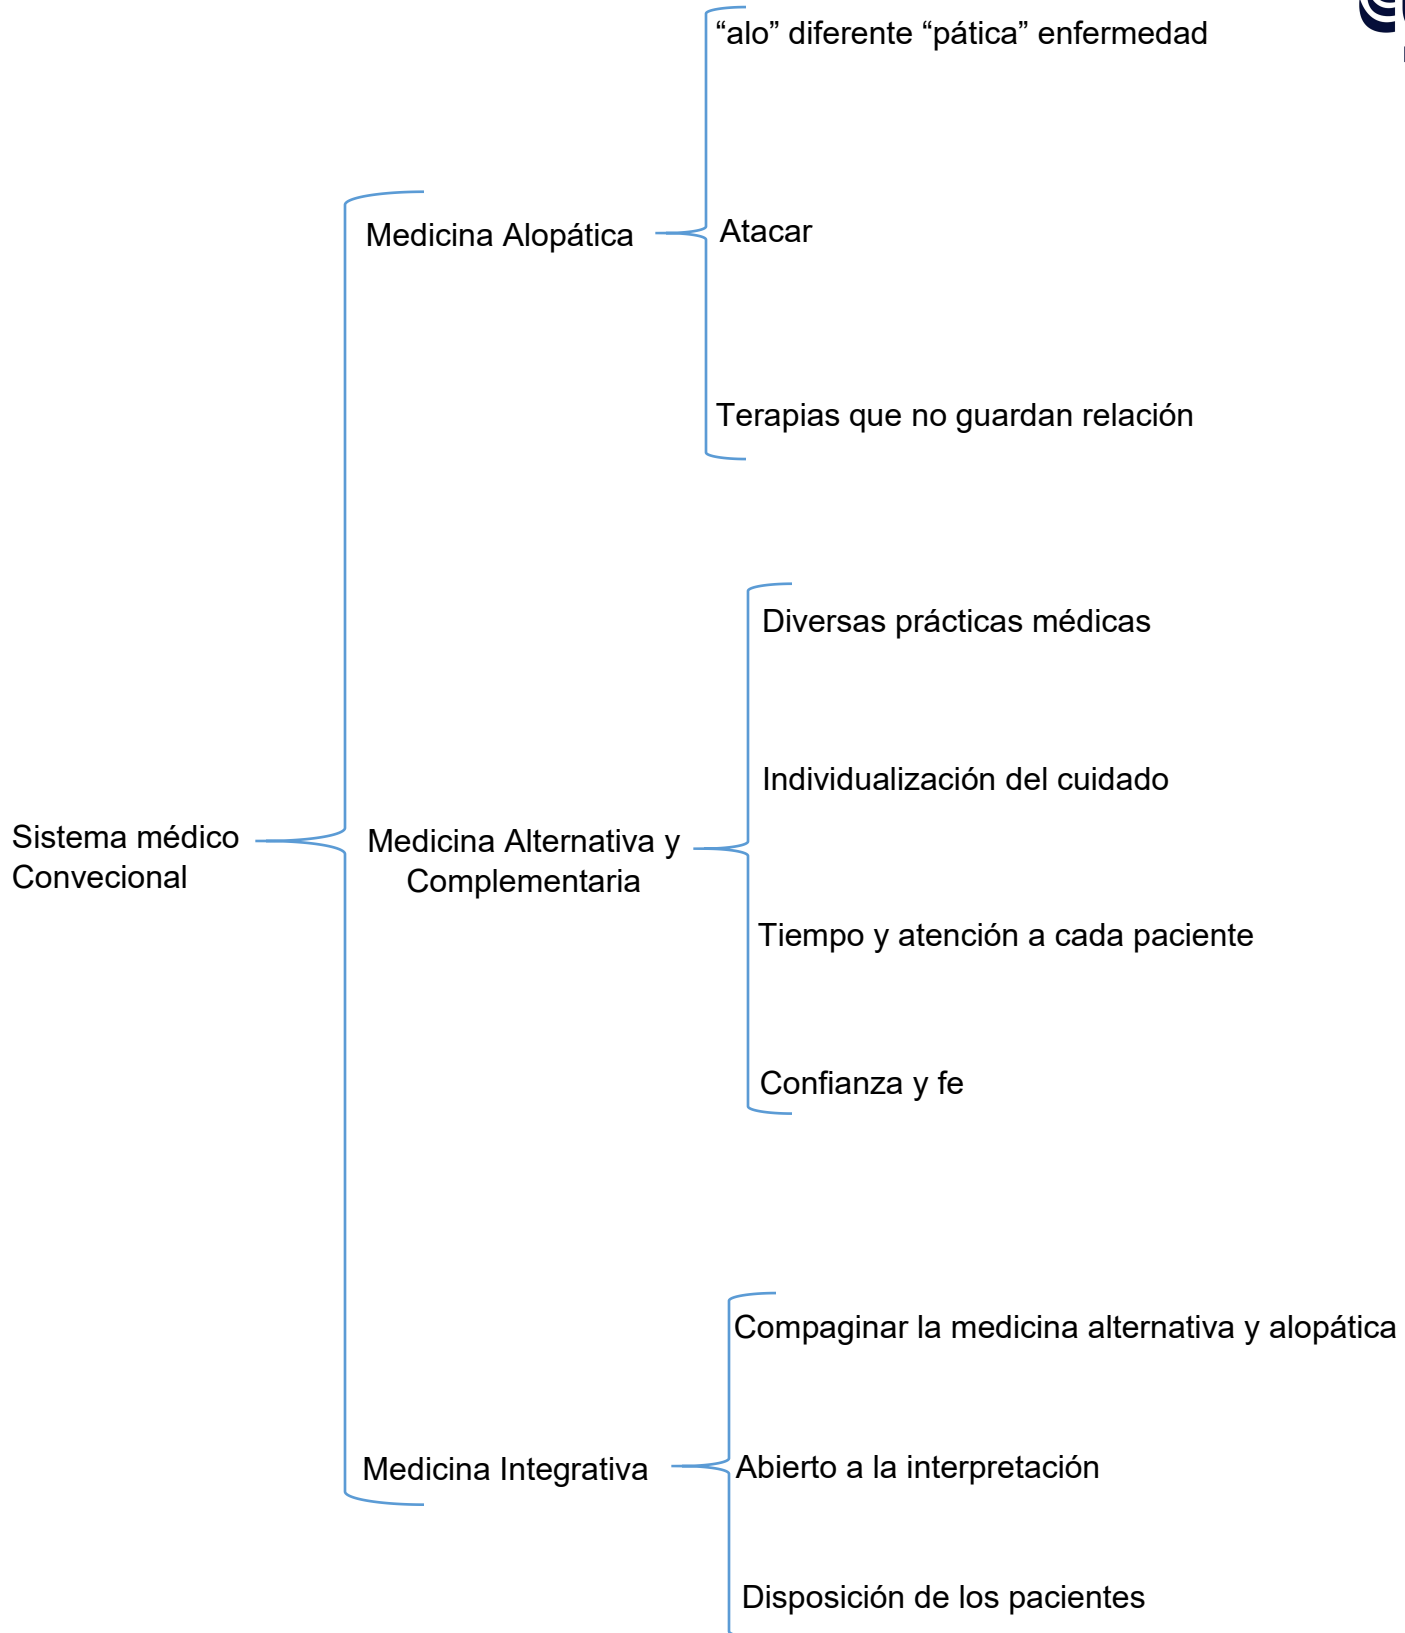 “alo” diferente “pática” enfermedad
Medicina Alopática
Atacar
Terapias que no guardan relación
Diversas prácticas médicas
Individualización del cuidado
Sistema médico
Convecional
Medicina Alternativa y
Complementaria
Tiempo y atención a cada paciente
Confianza y fe
Compaginar la medicina alternativa y alopática
Medicina Integrativa
Abierto a la interpretación
Disposición de los pacientes